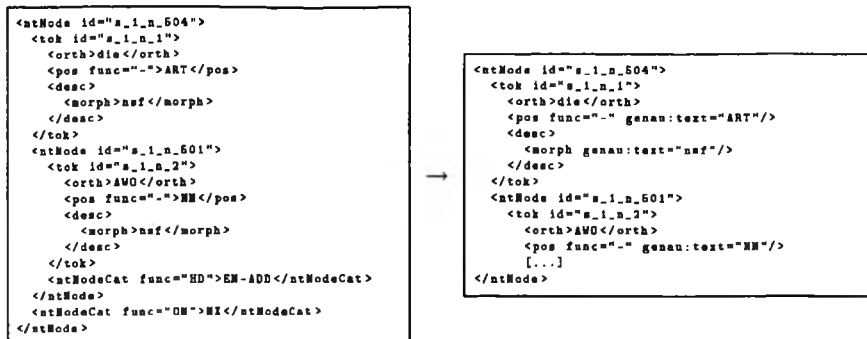 <ntNode id="s_1_n_504">
<tok id="s_1_n_1">
<orth>die</orth>
<pos func="-">ART</pos>
<desc>
<morph>nsf</morph>
</desc>
</tok>
<ntNode id="s_1_n_501">
<tok id="s_1_n_2">
<orth>AWO</orth>
<pos func="-">NN</pos>
<desc>
<morph>nsf</morph>
</desc>
</tok>
<ntNodeCat func="HD">EN-ADD</ntNodeCat>
</ntNode>
<ntNodeCat func="ON">NX</ntNodeCat>
</ntNode>
→
<ntNode id="s_1_n_504">
<tok id="s_1_n_1">
<orth>die</orth>
<pos func="-" genau:text="ART"/>
<desc>
<morph genau:text="nsf"/>
</desc>
</tok>
<ntNode id="s_1_n_501">
<tok id="s_1_n_2">
<orth>AWO</orth>
<pos func="-" genau:text="NN"/>
[...]
</ntNode>